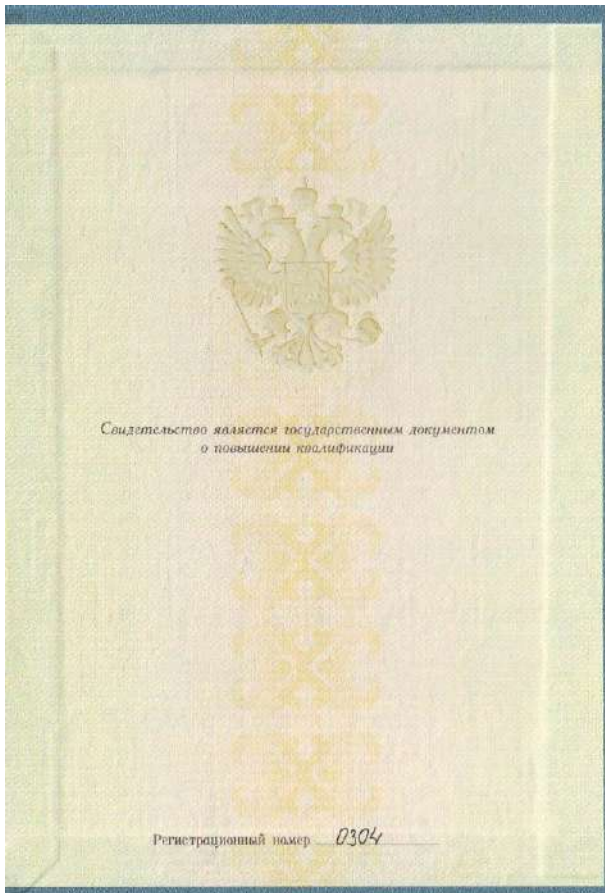 Свидетельство является государственным документом
о повышении квалификации
Регистрационный номер 0304